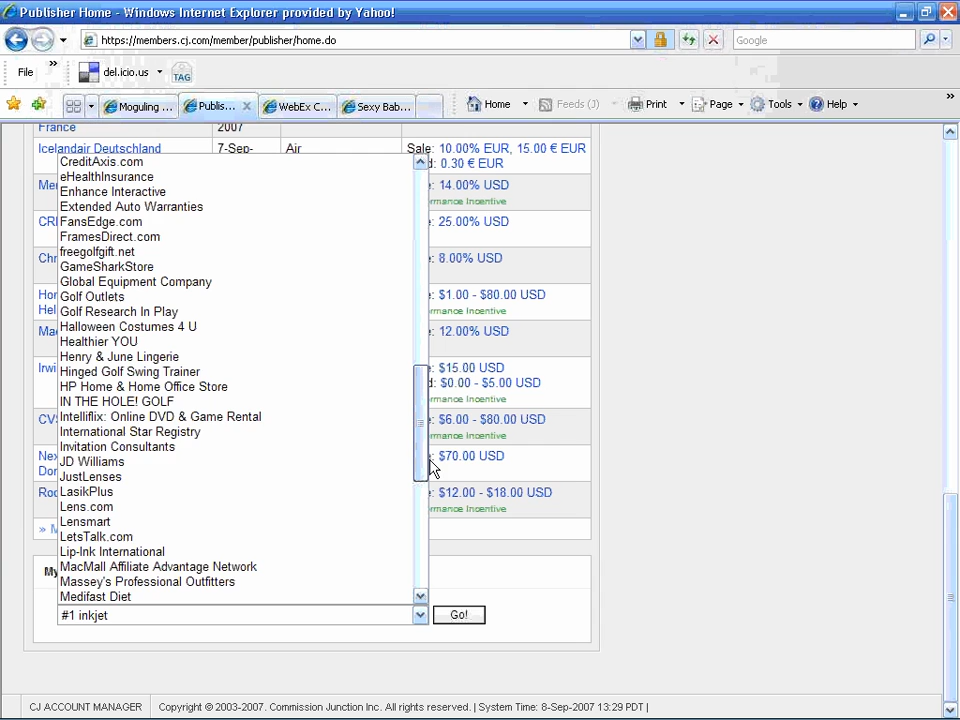 Publisher Home - Windows Internet Explorer provided by Yahoo!
https://members.cj.com/member/publisher/home.do
Google
File
del.icio.us
TAG
Moguling ...
Publis...
WebEx C...
Sexy Bab...
Home
Feeds (J)
Print
Page
Tools
Help
France 2007
Icelandair Deutschland 7-Sep- Air Sale: 10.00% EUR, 15.00 € EUR
0.30 € EUR
CreditAxis.com
eHealthInsurance
Enhance Interactive
Extended Auto Warranties
FansEdge.com
FramesDirect.com
freegolfgift.net
GameSharkStore
Global Equipment Company
Golf Outlets
Golf Research In Play
Halloween Costumes 4 U
Healthier YOU
Henry & June Lingerie
Hinged Golf Swing Trainer
HP Home & Home Office Store
IN THE HOLE! GOLF
Intelliflix: Online DVD & Game Rental
International Star Registry
Invitation Consultants
JD Williams
JustLenses
LasikPlus
Lens.com
Lensmart
LetsTalk.com
Lip-Ink International
MacMall Affiliate Advantage Network
Massey's Professional Outfitters
Medifast Diet
14.00% USD
rmance Incentive
25.00% USD
8.00% USD
$1.00 - $80.00 USD
rmance Incentive
12.00% USD
$15.00 USD
$0.00 - $5.00 USD
rmance Incentive
$6.00 - $80.00 USD
rmance Incentive
$70.00 USD
$12.00 - $18.00 USD
rmance Incentive
My
#1 inkjet
Go!
CJ ACCOUNT MANAGER
Copyright © 2003-2007. Commission Junction Inc. All rights reserved. | System Time: 8-Sep-2007 13:29 PDT |